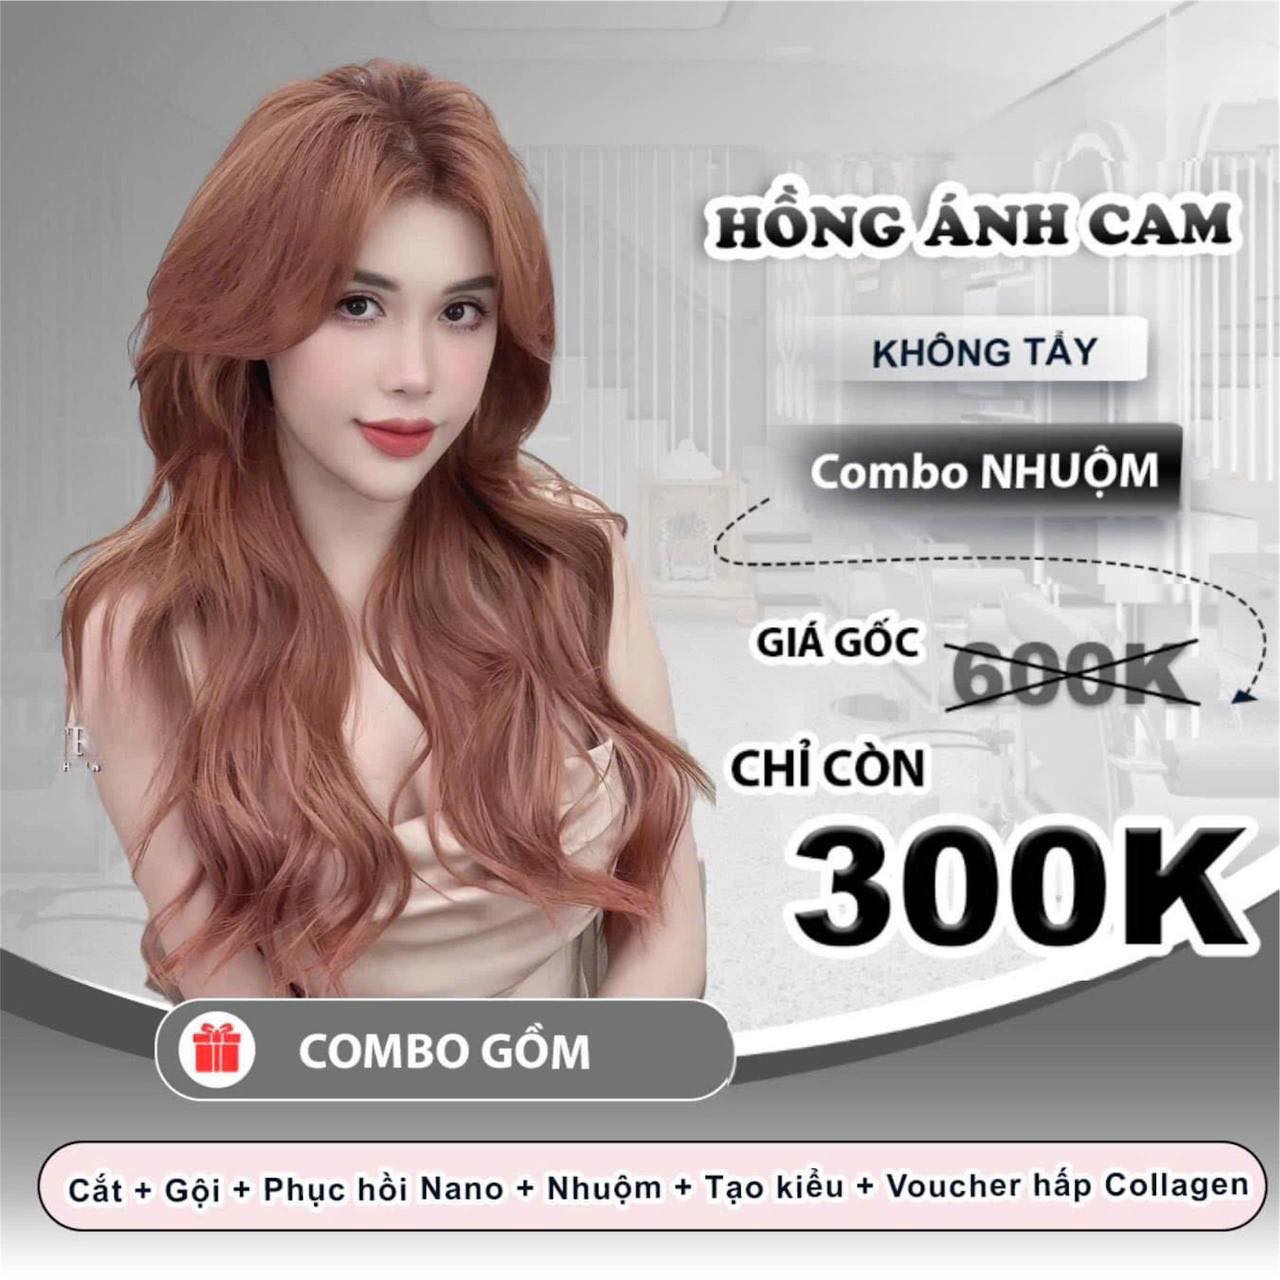 HỒNG ÁNH CAM
KHÔNG TẨY
Combo NHUỘM
GIÁ GỐC 600K
CHỈ CÒN
300K
COMBO GỒM
Cắt + Gội + Phục hồi Nano + Nhuộm + Tạo kiểu + Voucher hấp Collagen